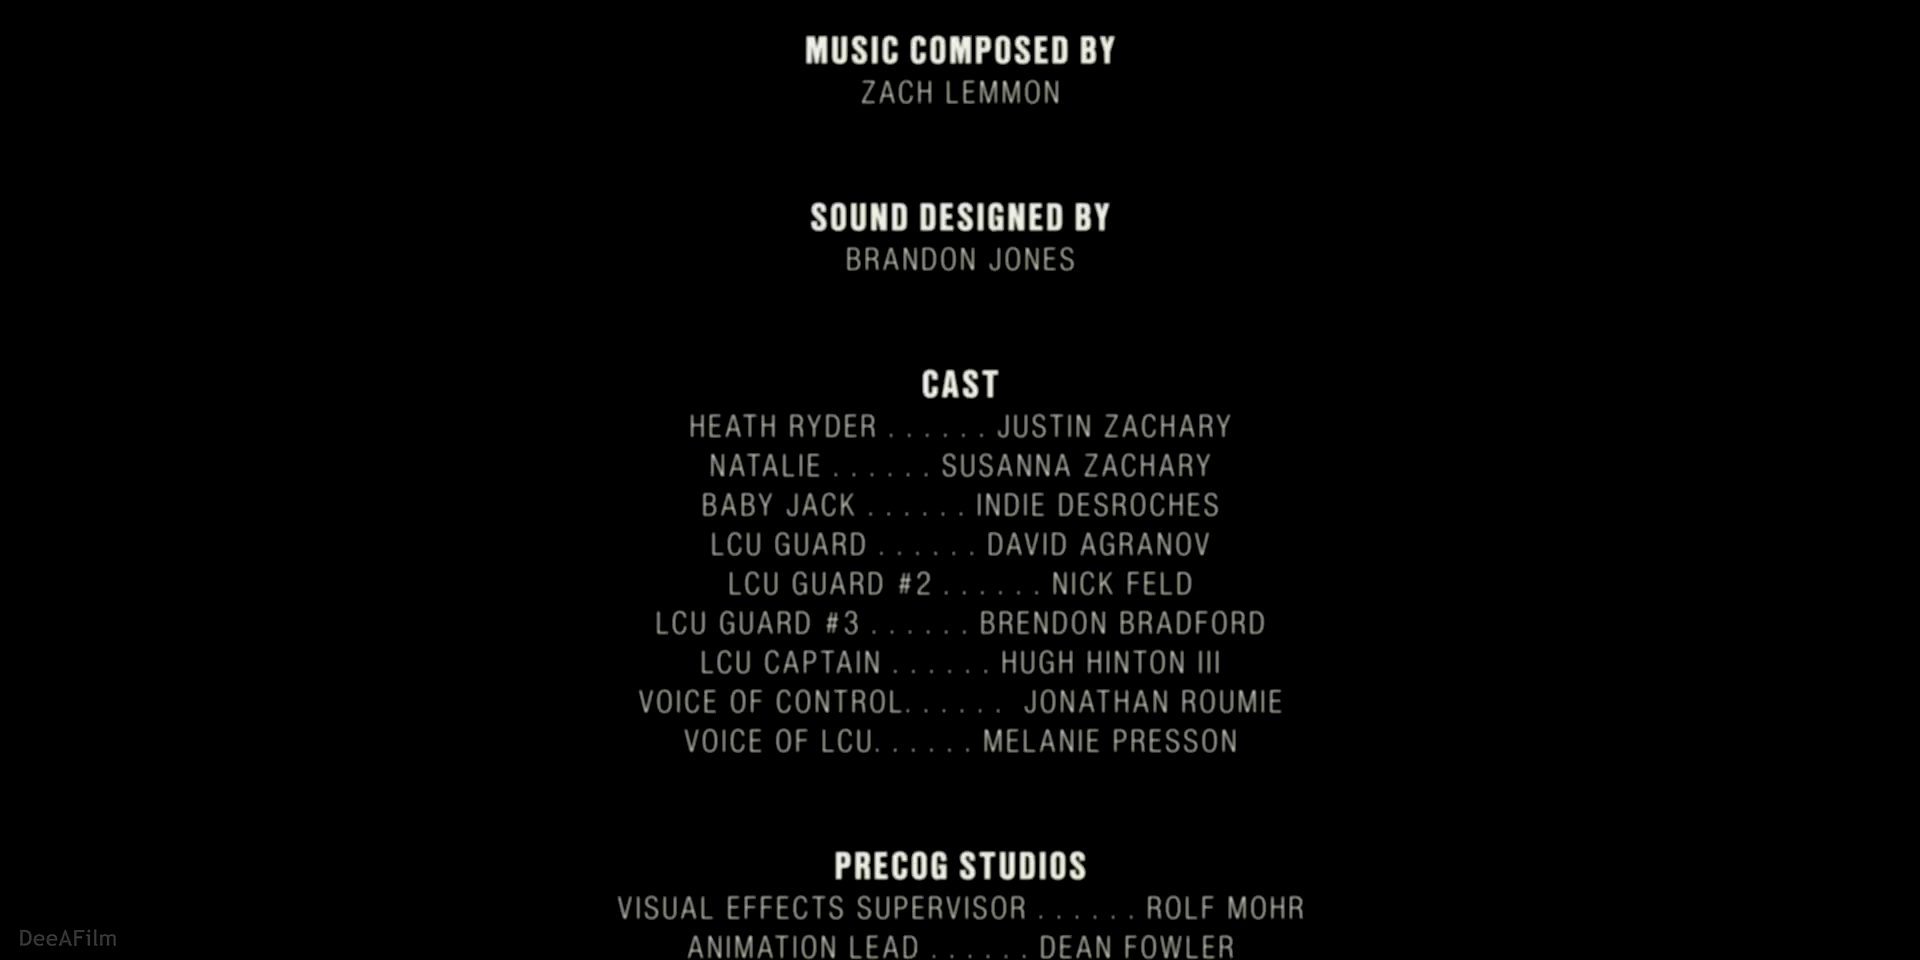 MUSIC COMPOSED BY
ZACH LEMMON
SOUND DESIGNED BY
BRANDON JONES
CAST
HEATH RYDER . . . . . . JUSTIN ZACHARY
NATALIE . . . . . . SUSANNA ZACHARY
BABY JACK . . . . . . INDIE DESROCHES
LCU GUARD . . . . . . DAVID AGRANOV
LCU GUARD #2 . . . . . . NICK FELD
LCU GUARD #3 . . . . . . BRENDON BRADFORD
LCU CAPTAIN . . . . . . HUGH HINTON III
VOICE OF CONTROL. . . . . .  JONATHAN ROUMIE
VOICE OF LCU. . . . . . MELANIE PRESSON
PRECOG STUDIOS
VISUAL EFFECTS SUPERVISOR . . . . . . ROLF MOHR
ANIMATION LEAD . . . . . . DEAN FOWLER
DeeAFilm